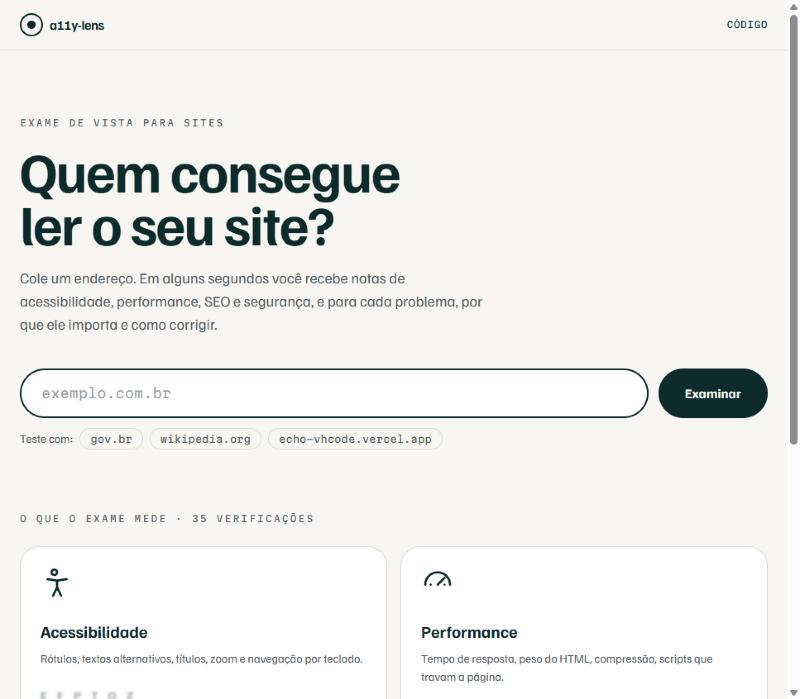 a11y-lens
CÓDIGO
EXAME DE VISTA PARA SITES
Quem consegue
ler o seu site?
Cole um endereço. Em alguns segundos você recebe notas de
acessibilidade, performance, SEO e segurança, e para cada problema, por
que ele importa e como corrigir.
exemplo.com.br
Examinar
Teste com: gov.br wikipedia.org echo-vhcode.vercel.app
O QUE O EXAME MEDE · 35 VERIFICAÇÕES
Acessibilidade
Rótulos, textos alternativos, títulos, zoom e navegação por teclado.
E F P T O Z
Performance
Tempo de resposta, peso do HTML, compressão, scripts que
travam a página.